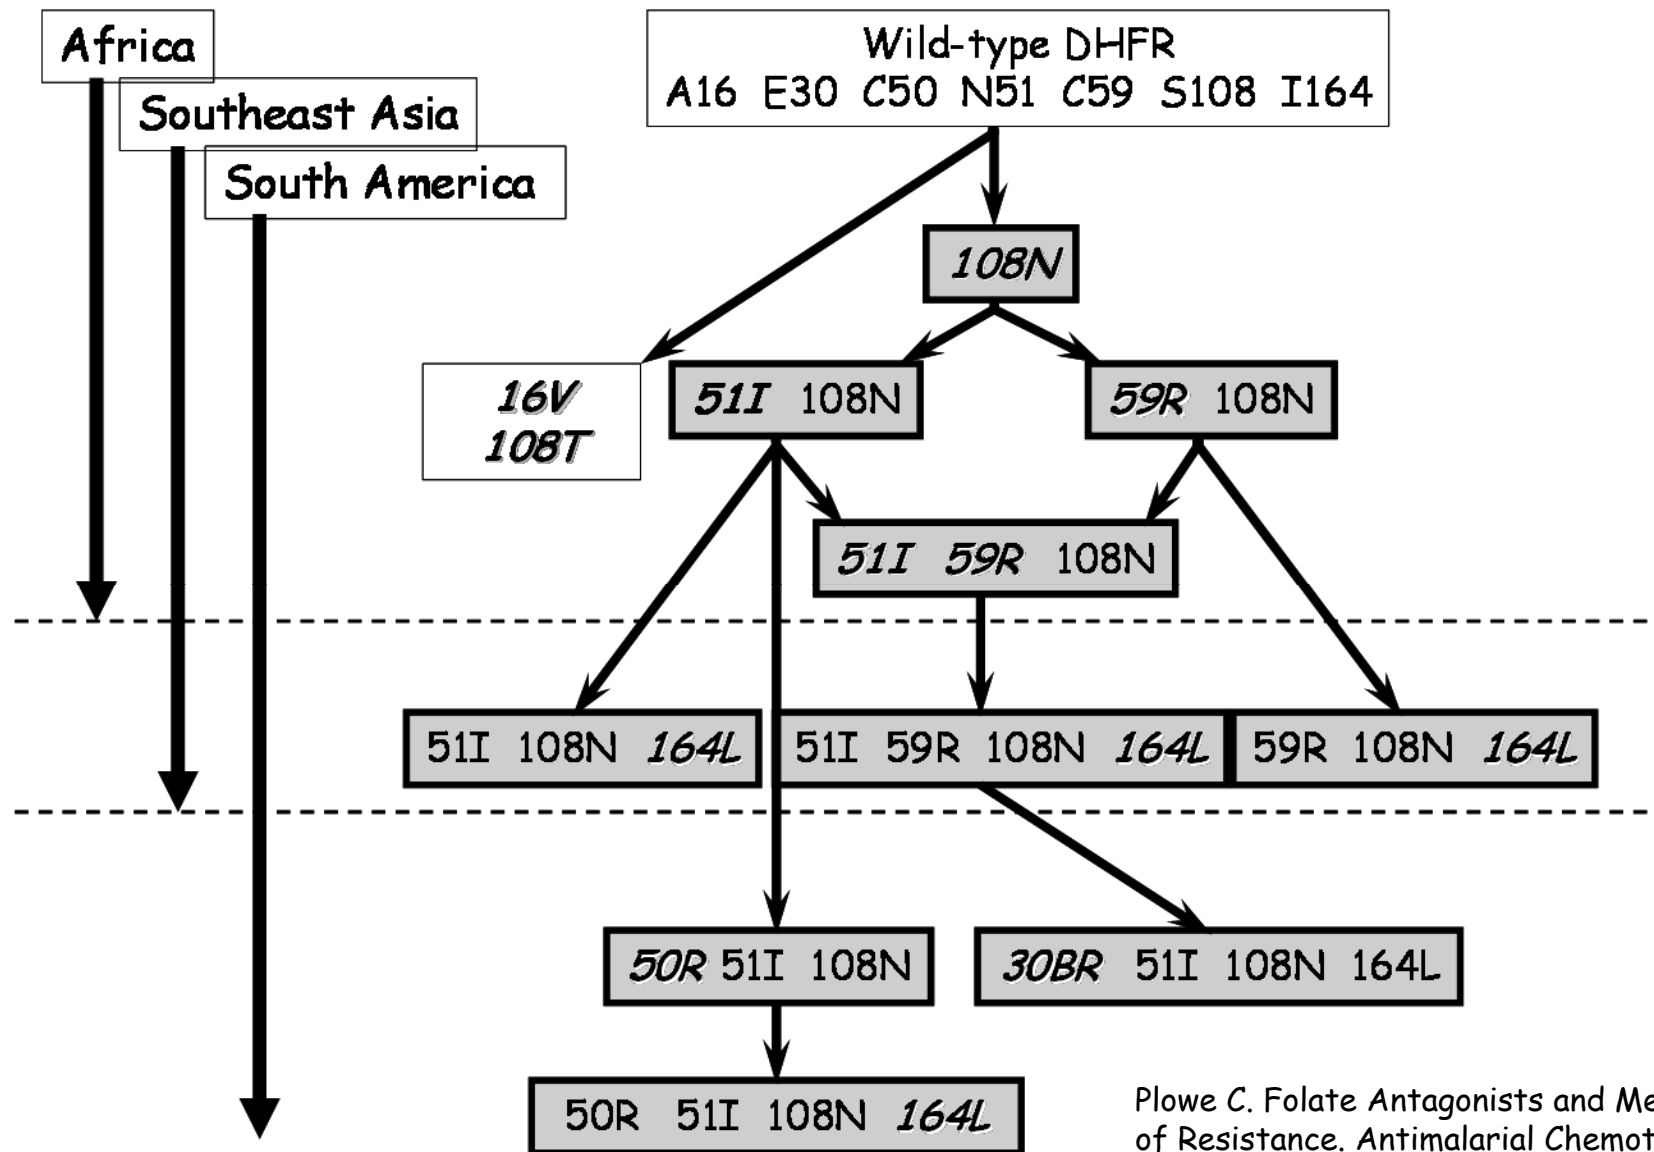 Africa
Southeast Asia
South America
Wild-type DHFR
A16 E30 C50 N51 C59 S108 I164
108N
16V
108T
51I 108N
59R 108N
51I 59R 108N
51I 108N 164L
51I 59R 108N 164L
59R 108N 164L
50R 51I 108N
30BR 51I 108N 164L
50R 51I 108N 164L
Plowe C. Folate Antagonists and Me
of Resistance. Antimalarial Chemot